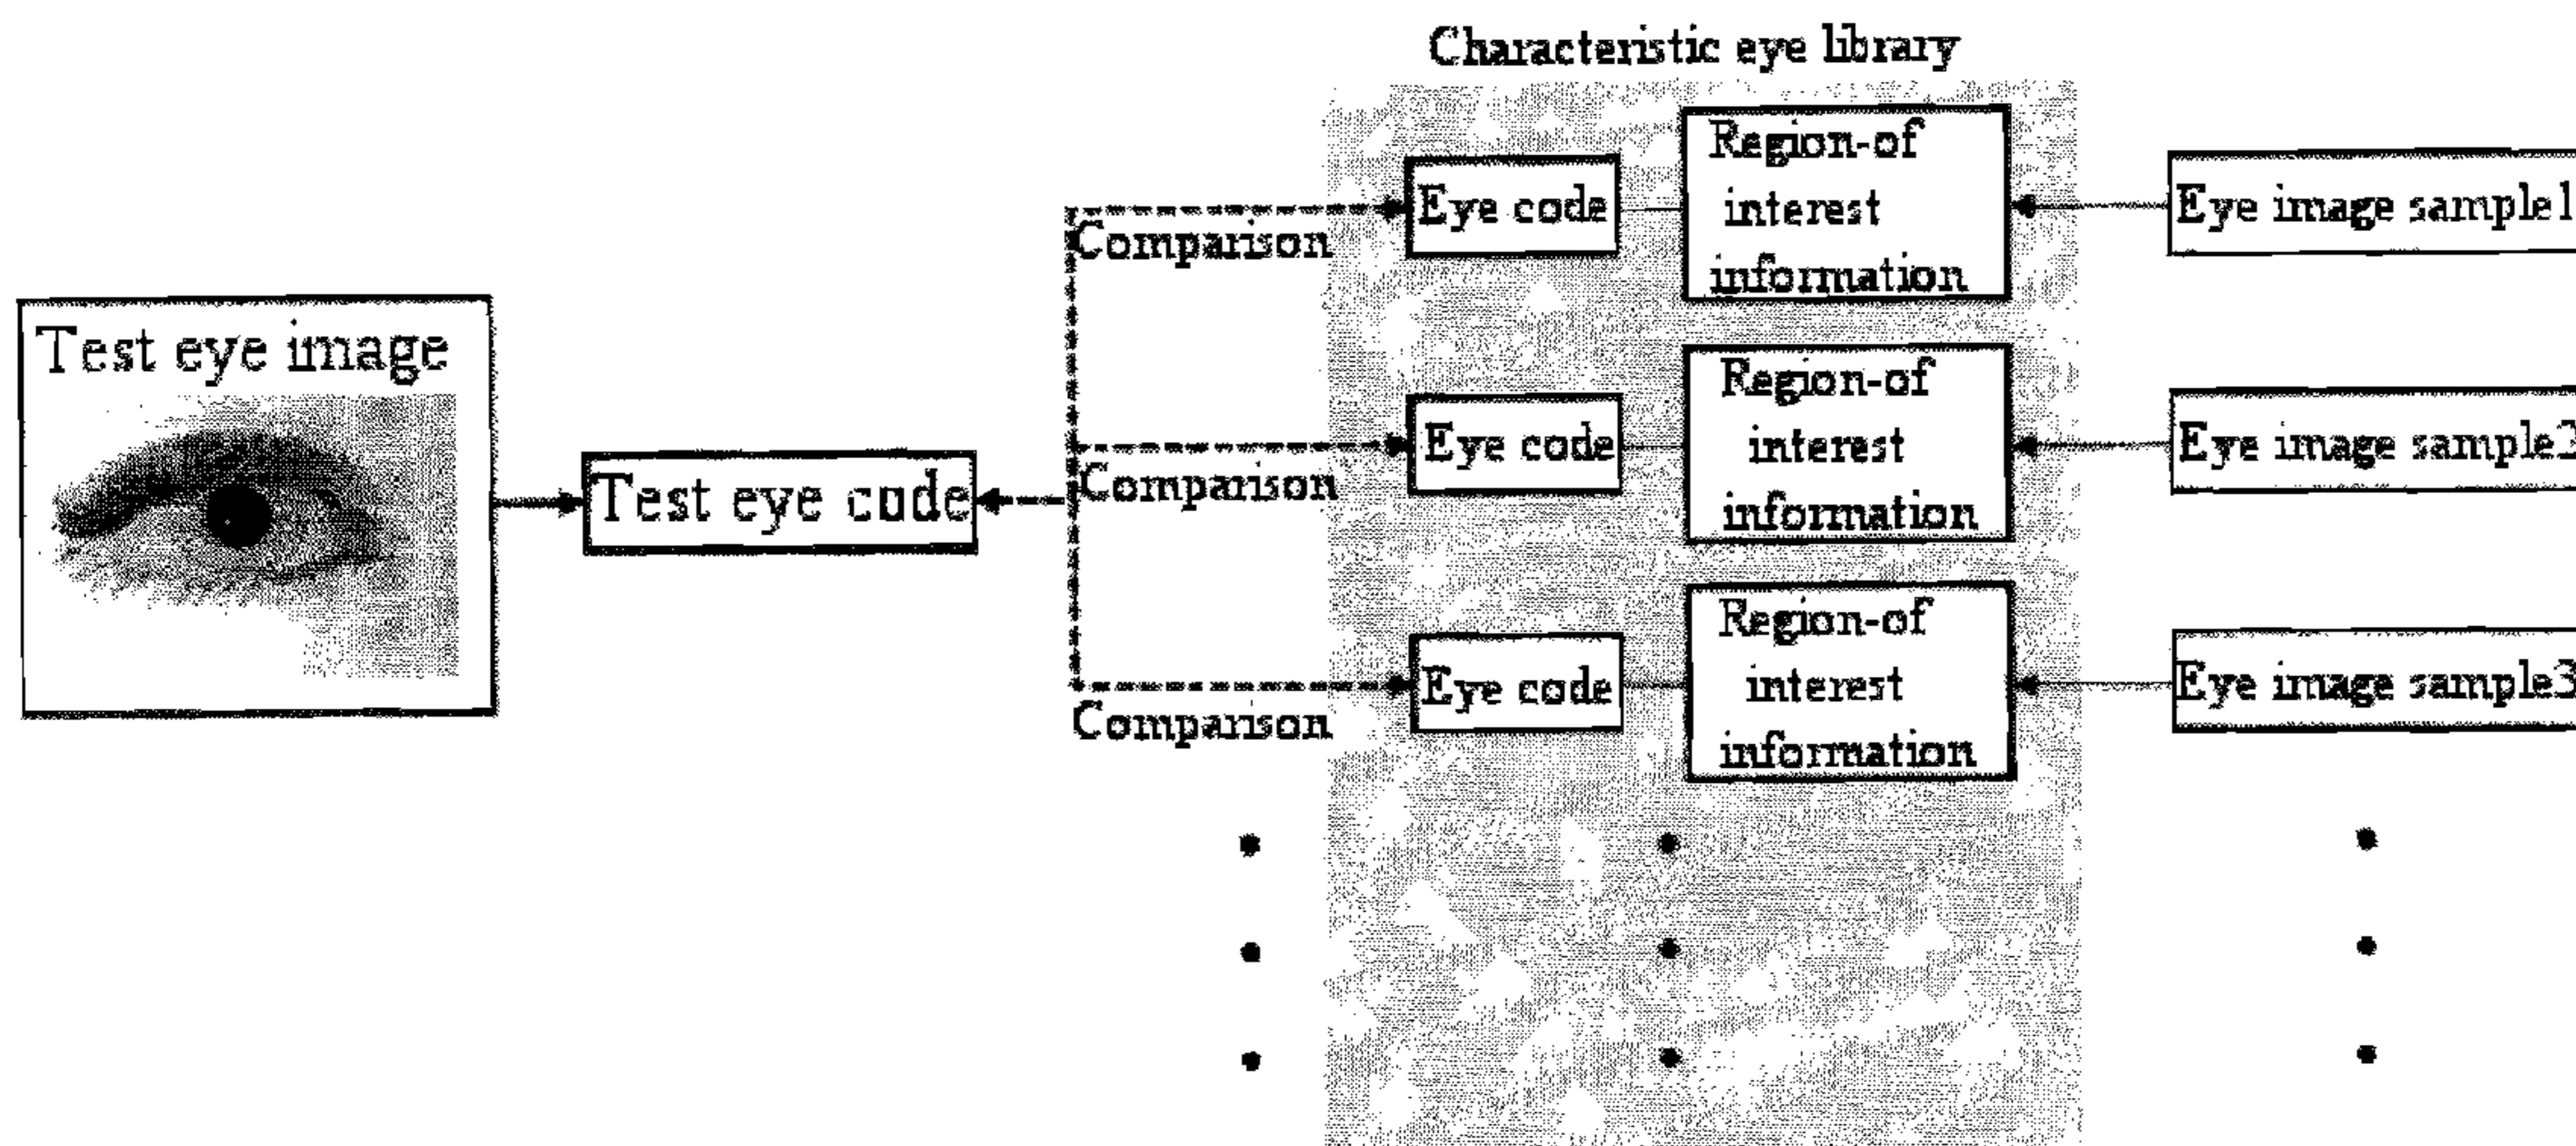 Characteristic eye library
Region-of
interest
information
Eye code
Eye image sample1
Comparison
Test eye image
Region-of
interest
information
Eye code
Eye image
Comparison
Test eye code
Region-of
interest
information
Eye code
Eye image sample3
Comparison